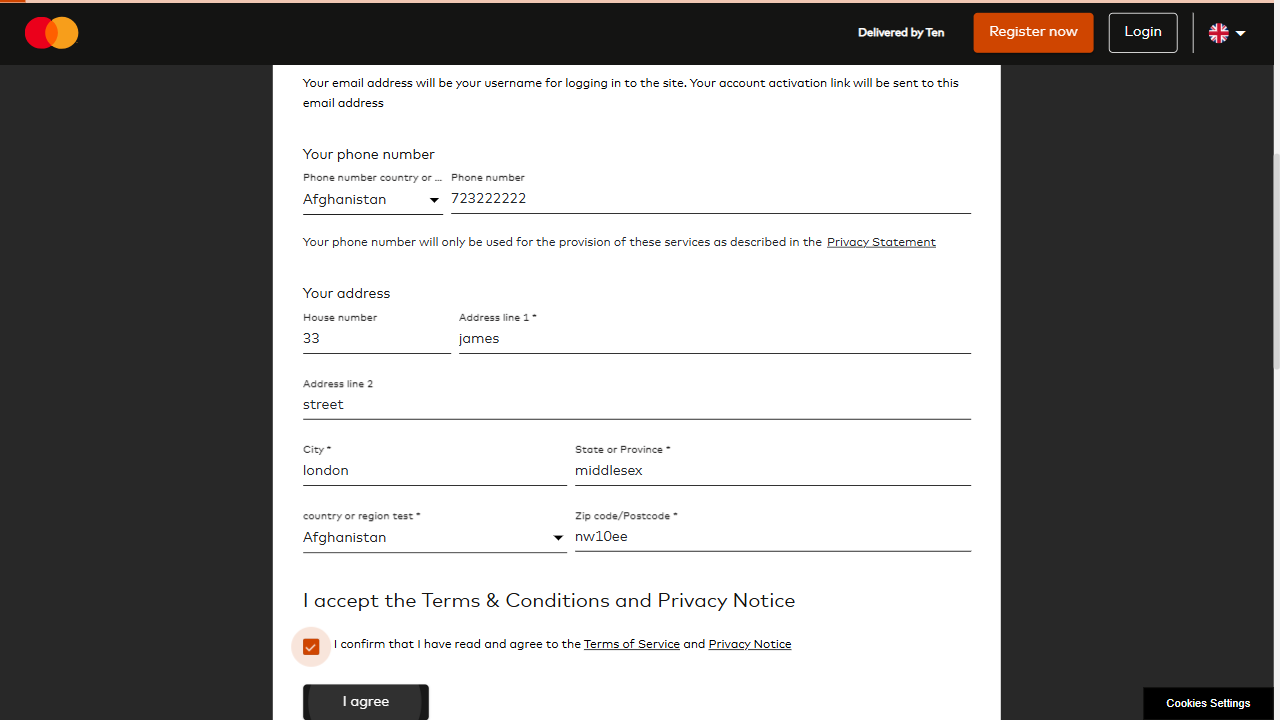 Delivered by Ten
Register now
Login
Your email address will be your username for logging in to the site. Your account activation link will be sent to this
email address
Your phone number
Phone number country or ...
Phone number
Afghanistan
723222222
Your phone number will only be used for the provision of these services as described in the Privacy Statement
Your address
House number
Address line 1 *
33
james
Address line 2
street
City *
State or Province *
london
middlesex
country or region test *
Zip code/Postcode *
Afghanistan
nw10ee
I accept the Terms & Conditions and Privacy Notice
I confirm that I have read and agree to the Terms of Service and Privacy Notice
I agree
Cookies Settings